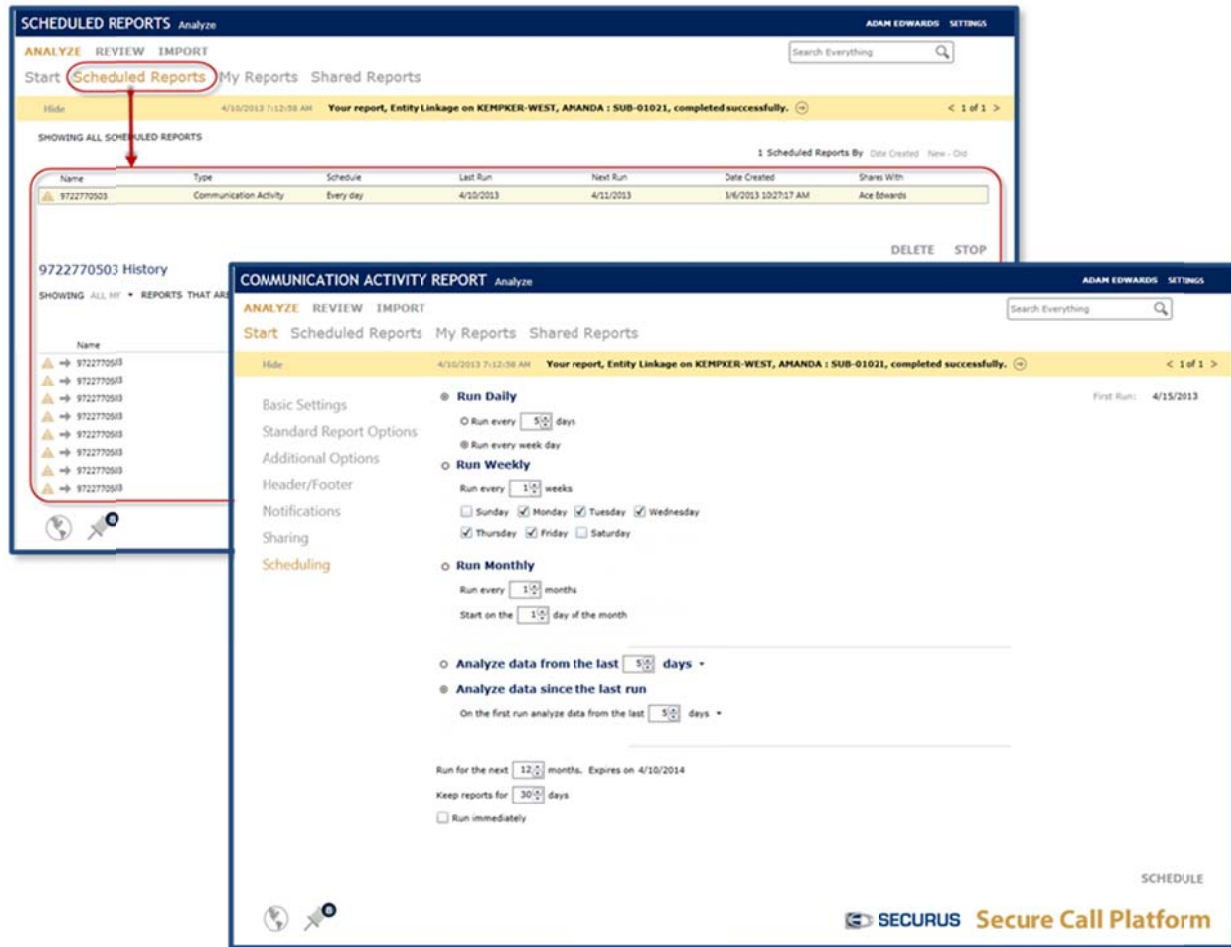 SCHEDULED REPORTS Analyze
ADAM EDWARDS SETTINGS
ANALYZE REVIEW IMPORT
Search Everything
Start Scheduled Reports My Reports Shared Reports
Hide 4/10/2013 7:12:58 AM Your report, Entity Linkage on KEMPKER-WEST, AMANDA : SUB-01021, completed successfully. < 1 of 1 >
SHOWING ALL SCHEDULED REPORTS
1 Scheduled Reports By Date Created New - Old
Name Type Schedule Last Run Next Run Date Created Shares With
9722770503 Communication Activity Every day 4/10/2013 4/11/2013 10:27:17 AM Ace Edwards
DELETE STOP
9722770503 History
SHOWING ALL MY REPORTS THAT ARE
Name
9722770503
9722770503
9722770503
9722770503
9722770503
9722770503
9722770503
9722770503
COMMUNICATION ACTIVITY REPORT Analyze
ADAM EDWARDS SETTINGS
ANALYZE REVIEW IMPORT
Search Everything
Start Scheduled Reports My Reports Shared Reports
Hide 4/10/2013 7:12:58 AM Your report, Entity Linkage on KEMPKER-WEST, AMANDA : SUB-01021, completed successfully. < 1 of 1 >
Basic Settings
Standard Report Options
Additional Options
Header/Footer
Notifications
Sharing
Scheduling
First Run: 4/15/2013
Run Daily
Run every 5 days
Run every week day
Run Weekly
Run every 1 weeks
Sunday Monday Tuesday Wednesday
Thursday Friday Saturday
Run Monthly
Run every 1 months
Start on the 1 day of the month
Analyze data from the last 5 days
Analyze data since the last run
On the first run analyze data from the last 5 days
Run for the next 12 months. Expires on 4/10/2014
Keep reports for 30 days
Run immediately
SCHEDULE
SECURUS Secure Call Platform